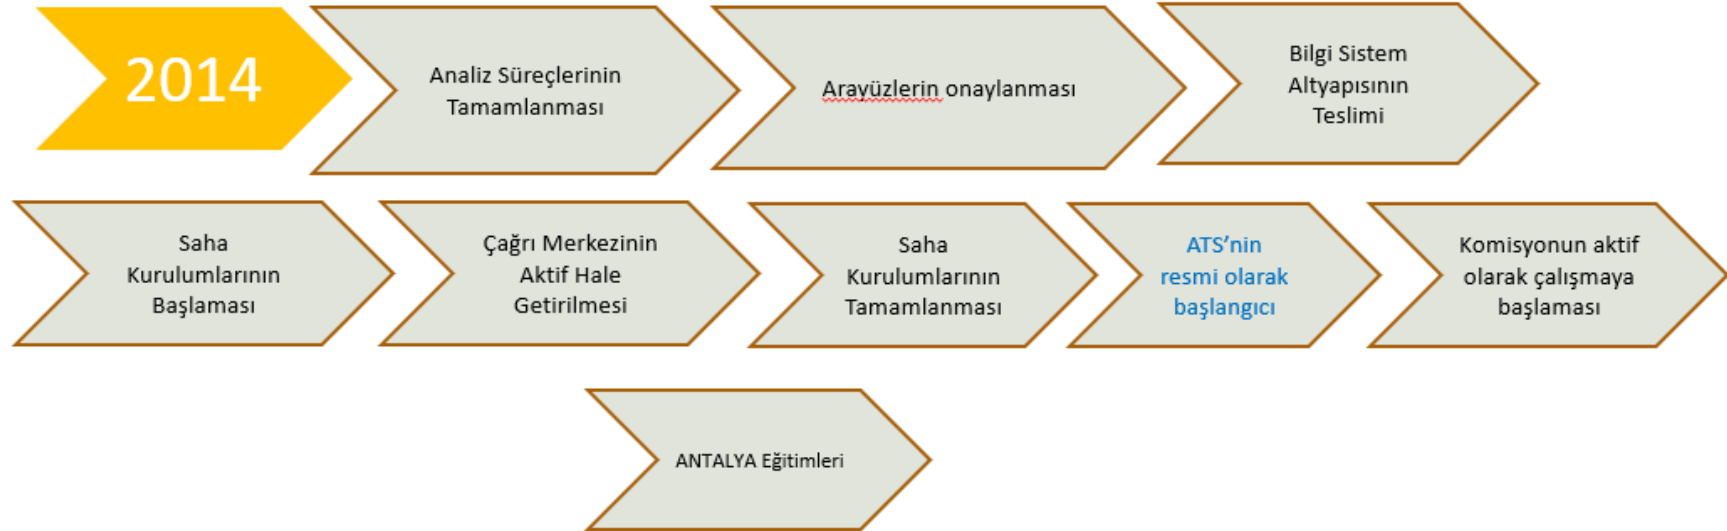 2014
Analiz Süreçlerinin
Tamamlanması
Arayüzlerin onaylanması
Bilgi Sistem
Altyapısının
Teslimi
Saha
Kurulumlarının
Başlaması
Çağrı Merkezinin
Aktif Hale
Getirilmesi
Saha
Kurulumlarının
Tamamlanması
ATS’nin
resmi olarak
başlangıcı
Komisyonun aktif
olarak çalışmaya
başlaması
ANTALYA Eğitimleri